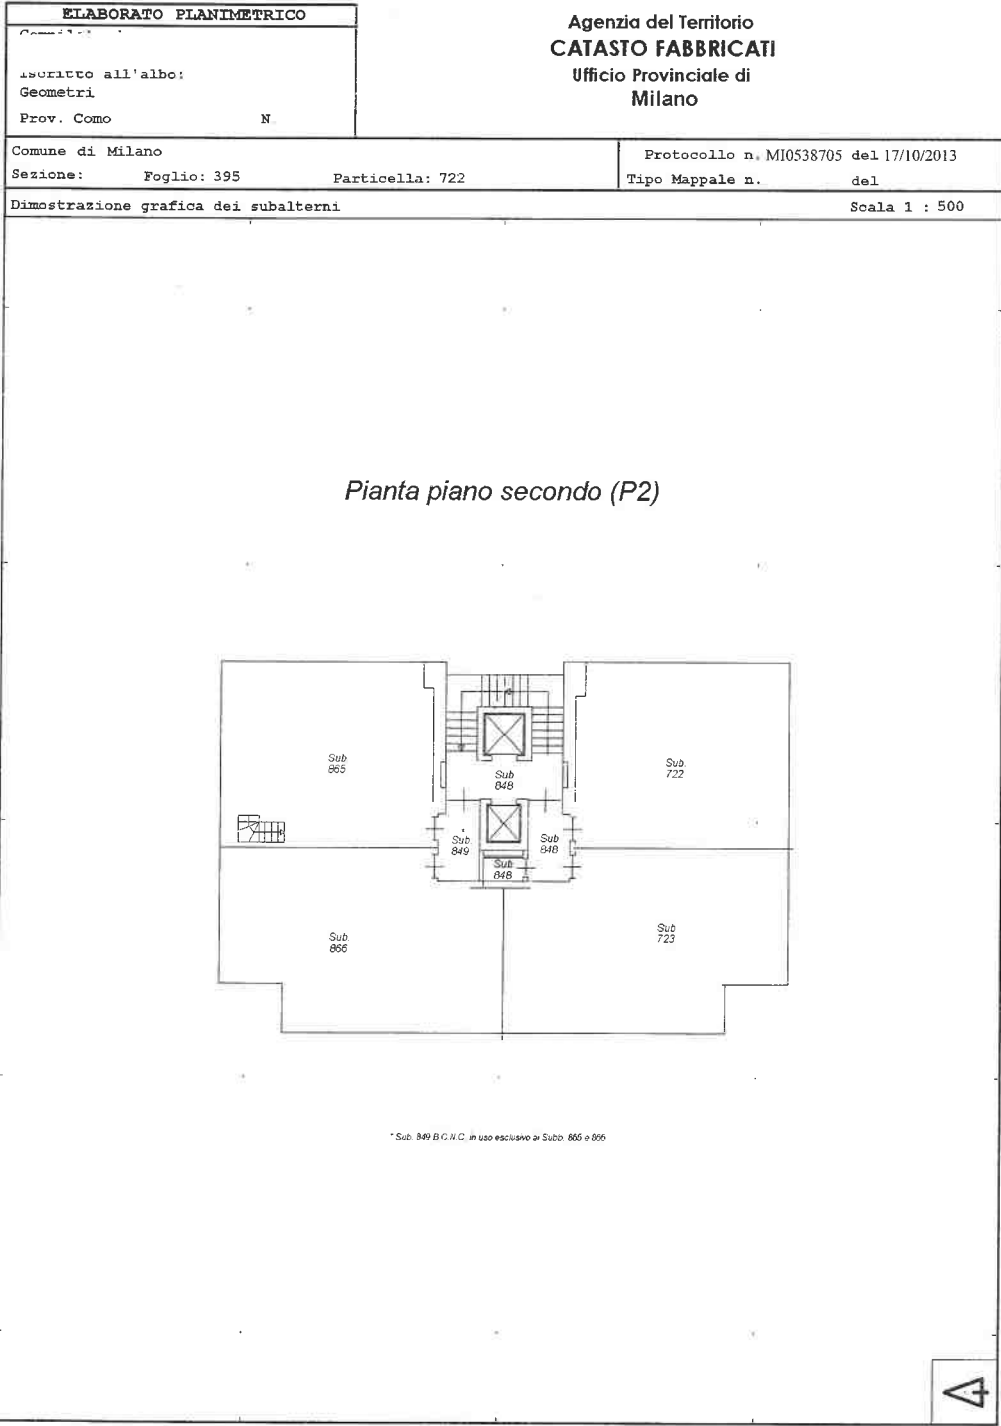 ELABORATO PLANIMETRICO
Iscritto all'albo:
Geometri
Prov. Como N.
Agenzia del Territorio
CATASTO FABBRICATI
Ufficio Provinciale di
Milano
Comune di Milano
Sezione: Foglio: 395 Particella: 722
Protocollo n. MI0538705 del 17/10/2013
Tipo Mappale n. del
Dimostrazione grafica dei subalterni
Scala 1 : 500
Pianta piano secondo (P2)
Sub.
865
Sub
848
Sub.
722
*
Sub.
849
Sub.
848
Sub.
848
Sub.
866
Sub
723
* Sub. 849 B.C.N.C. in uso esclusivo ai Subb. 865 e 866